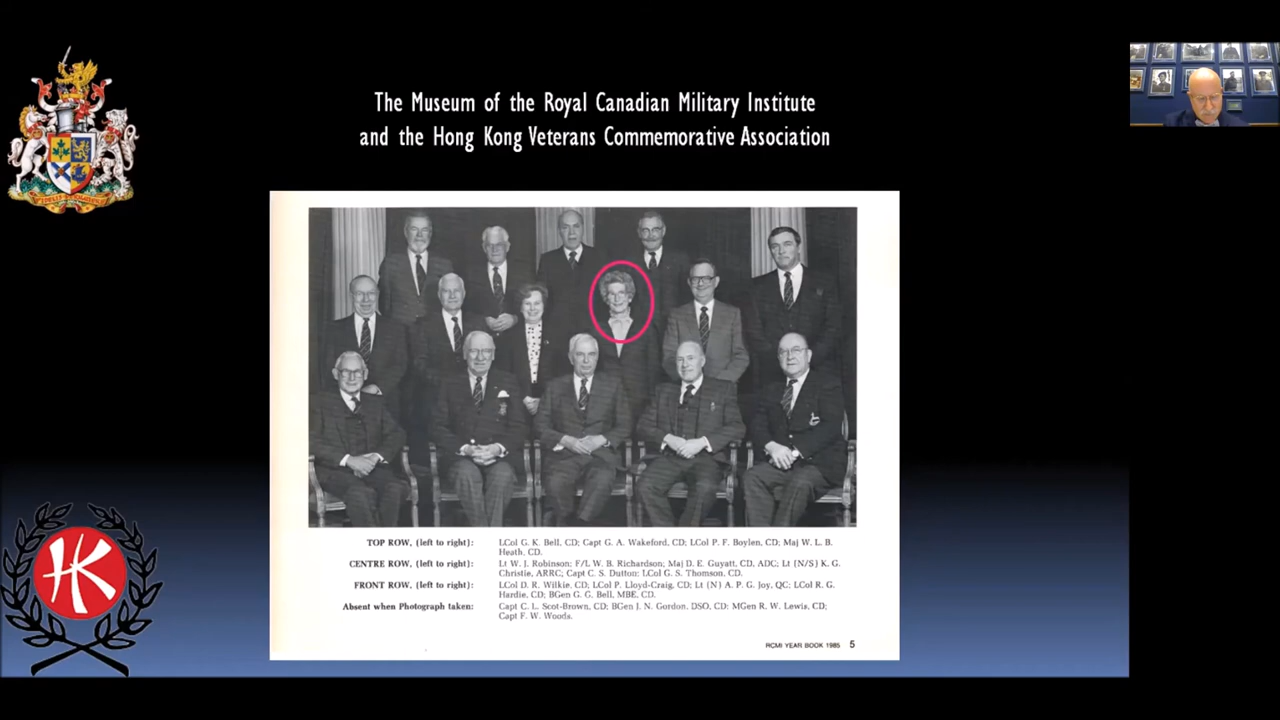 The Museum of the Royal Canadian Military Institute
and the Hong Kong Veterans Commemorative Association
TOP ROW, (left to right): LCol G. K. Bell, CD; Capt G. A. Wakeford, CD; LCol P. F. Boylen, CD; Maj W. L. B.
Heath, CD.
CENTRE ROW, (left to right): Lt W. J. Robinson; F/L W. B. Richardson; Maj D. E. Guyatt, CD, ADC; Lt (N/S) K. G.
Christie, ARRC; Capt C. S. Dutton; LCol G. S. Thomson, CD.
FRONT ROW, (left to right): LCol D. R. Wilkie, CD; LCol P. Lloyd-Craig, CD; Lt (N) A. P. G. Joy, QC; LCol R. G.
Hardie, CD; BGen G. G. Bell, MBE, CD.
Absent when Photograph taken: Capt C. L. Scot-Brown, CD; BGen J. N. Gordon, DSO, CD; MGen R. W. Lewis, CD;
Capt F. W. Woods.
RCMI YEAR BOOK 1985 5
HK